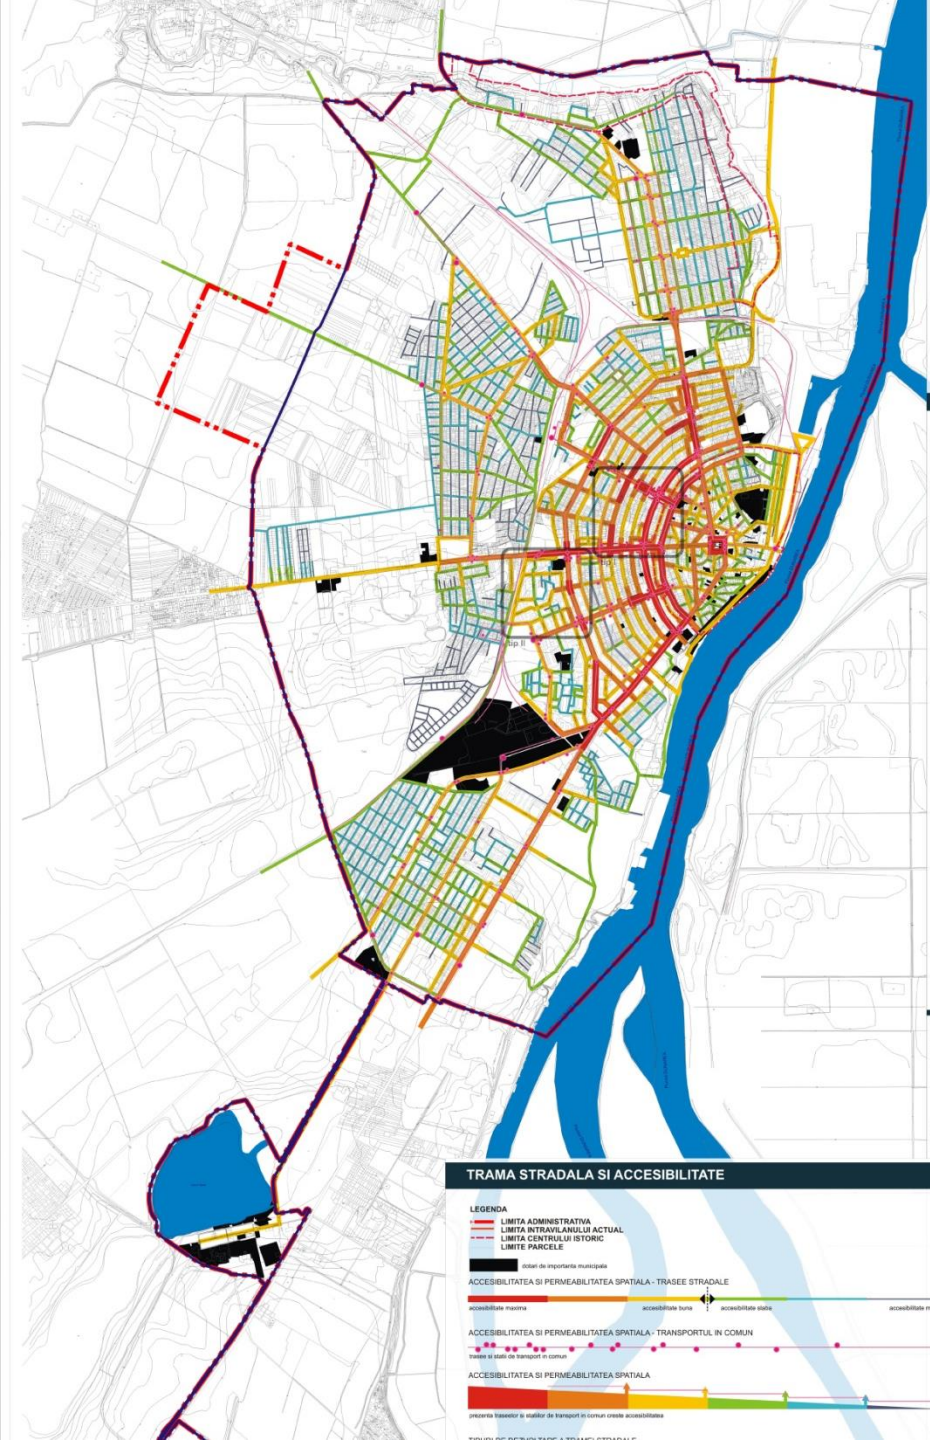 tip II
TRAMA STRADALA SI ACCESIBILITATE
LEGENDA
LIMITA ADMINISTRATIVA
LIMITA INTRAVILANULUI ACTUAL
LIMITA CENTRULUI ISTORIC
LIMITE PARCELE
dotari de importanta municipala
ACCESIBILITATEA SI PERMEABILITATEA SPATIALA - TRASEE STRADALE
accesibilitate maxima accesibilitate buna accesibilitate slaba accesibilitate m
ACCESIBILITATEA SI PERMEABILITATEA SPATIALA - TRANSPORTUL IN COMUN
trasee si statii de transport in comun
ACCESIBILITATEA SI PERMEABILITATEA SPATIALA
prezenta traseelor si statiilor de transport in comun creste accesibilitatea